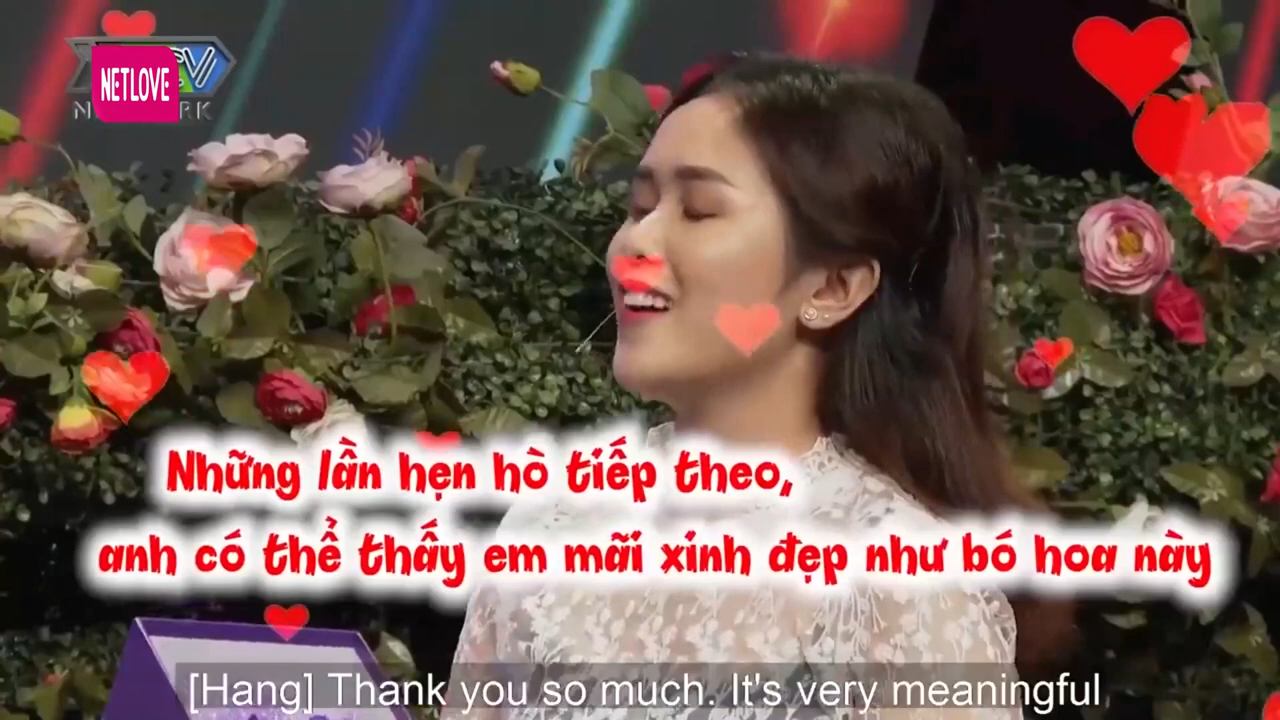 NETLOVE
Những lần hẹn hò tiếp theo,
anh có thể thấy em mãi xinh đẹp như bó hoa này
[Hang] Thank you so much. It's very meaningful